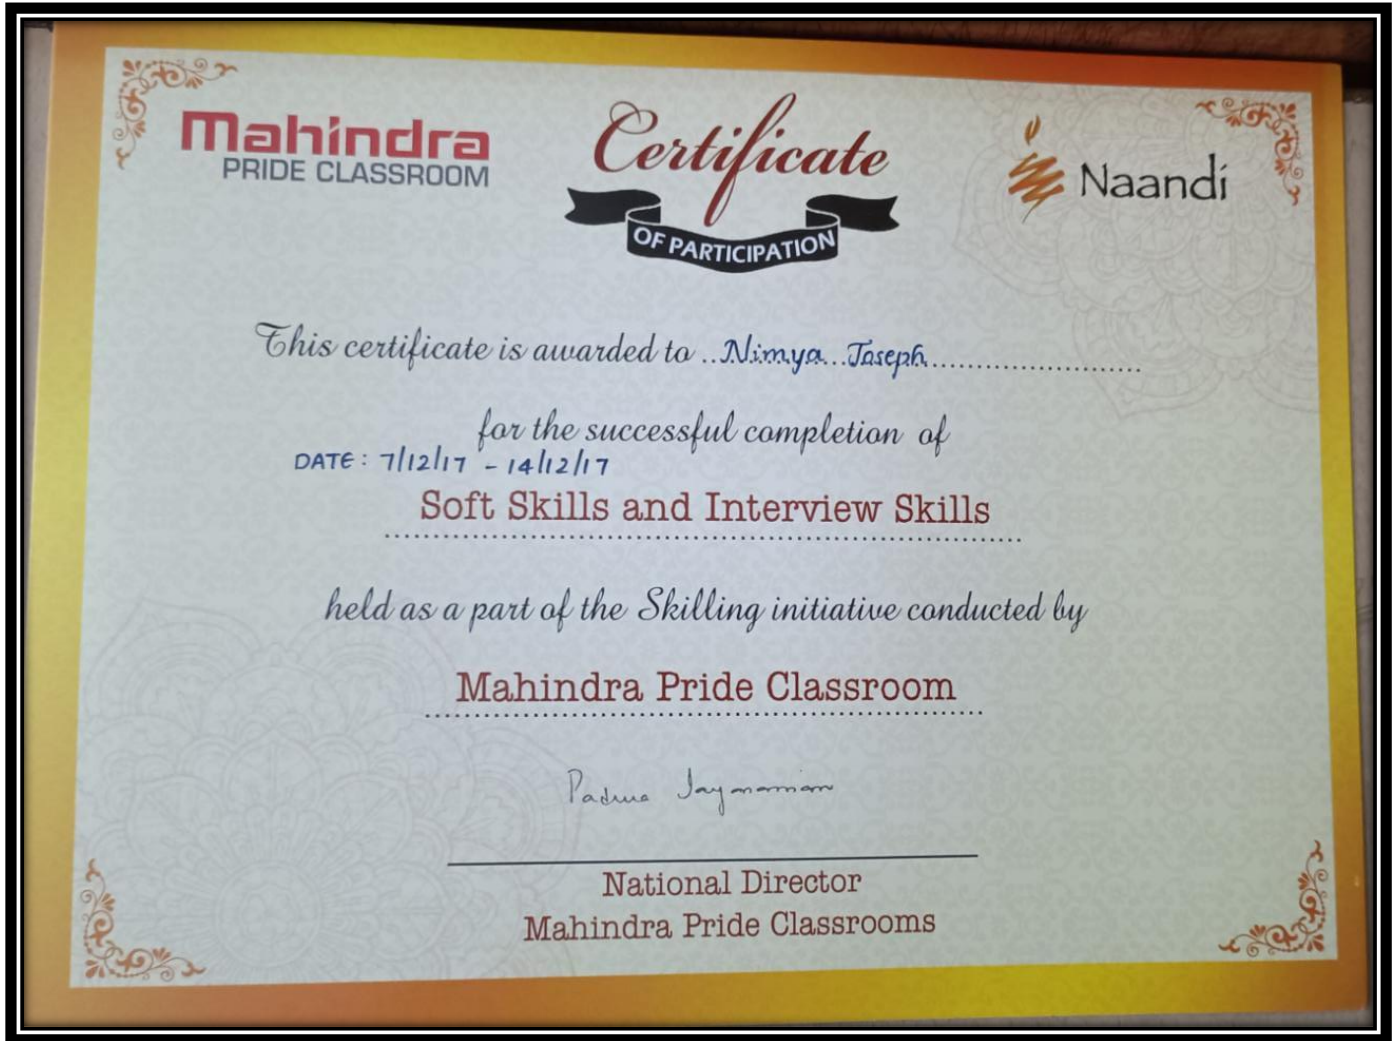 Mahindra
PRIDE CLASSROOM
Certificate
OF PARTICIPATION
Naandi
This certificate is awarded to ..Nimya...Joseph..........................
for the successful completion of
DATE : 7/12/17 - 14/12/17
Soft Skills and Interview Skills
held as a part of the Skilling initiative conducted by
Mahindra Pride Classroom
Padma
National Director
Mahindra Pride Classrooms